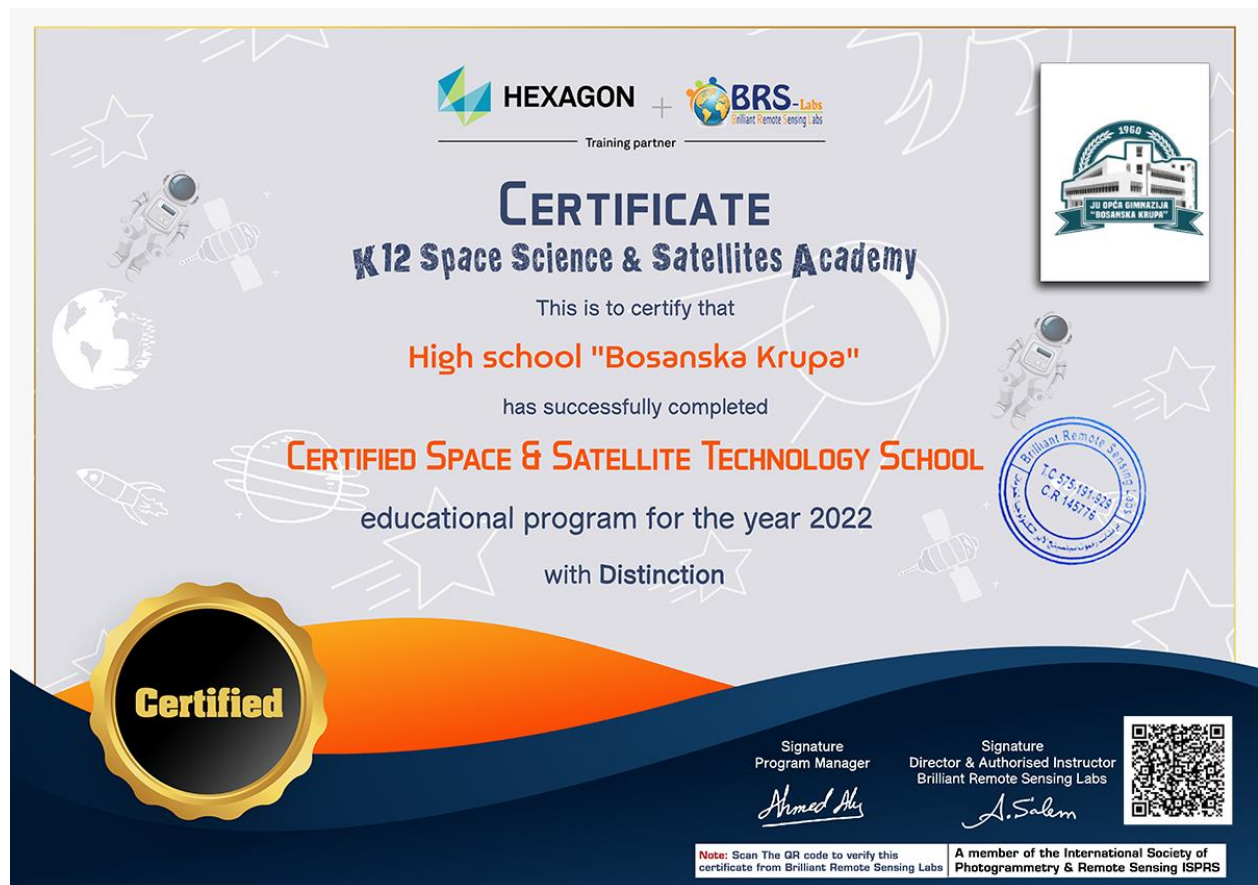 HEXAGON + BRS-Labs
Brilliant Remote Sensing Labs
Training partner
1960
JU OPĆA GIMNAZIJA
"BOSANSKA KRUPA"
CERTIFICATE
K12 Space Science & Satellites Academy
This is to certify that
High school "Bosanska Krupa"
has successfully completed
CERTIFIED SPACE & SATELLITE TECHNOLOGY SCHOOL
educational program for the year 2022
with Distinction
Brilliant Remote Sensing Labs
T.C 575-191-929
C.R 145776
Certified
Signature
Program Manager
Ahmed Aly
Signature
Director & Authorised Instructor
Brilliant Remote Sensing Labs
A.Salem
Note: Scan The QR code to verify this
certificate from Brilliant Remote Sensing Labs
A member of the International Society of
Photogrammetry & Remote Sensing ISPRS